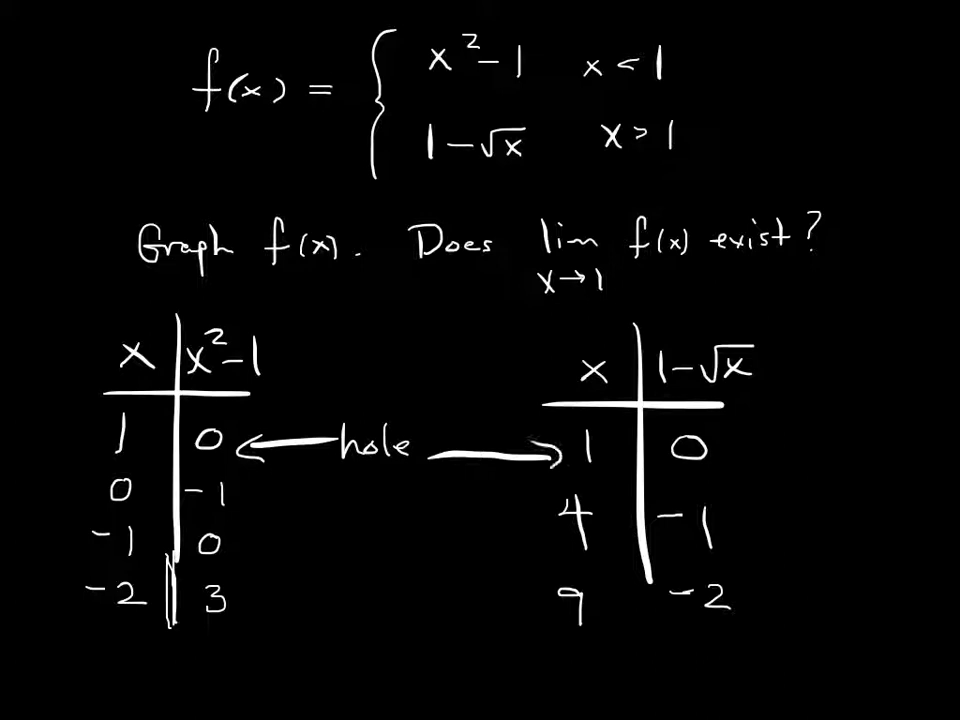 f(x) = { x² - 1   x < 1
1 - √x   x > 1
Graph f(x). Does lim f(x) exist?
x→1
x | x² - 1   x | 1 - √x
1 | 0 ← hole → 1 | 0
0 | -1   4 | -1
-1 | 0
-2 | 3   9 | -2